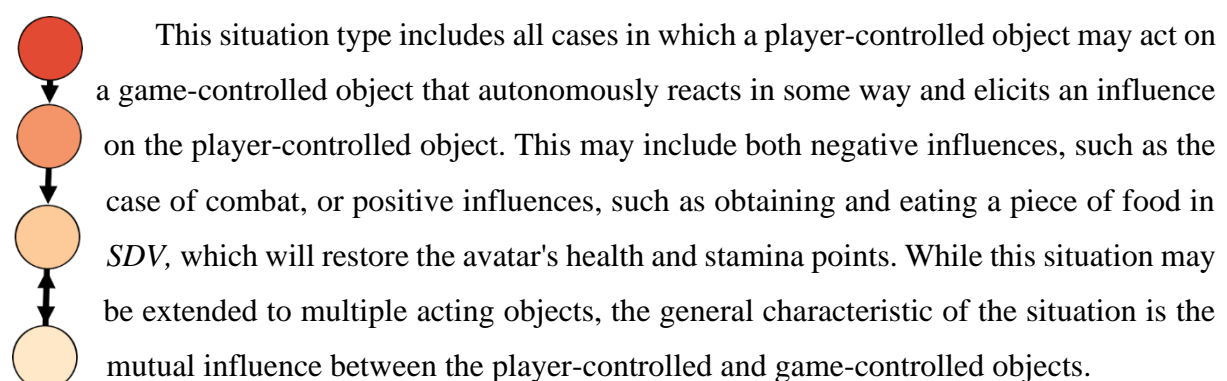 This situation type includes all cases in which a player-controlled object may act on
a game-controlled object that autonomously reacts in some way and elicits an influence
on the player-controlled object. This may include both negative influences, such as the
case of combat, or positive influences, such as obtaining and eating a piece of food in
SDV, which will restore the avatar's health and stamina points. While this situation may
be extended to multiple acting objects, the general characteristic of the situation is the
mutual influence between the player-controlled and game-controlled objects.